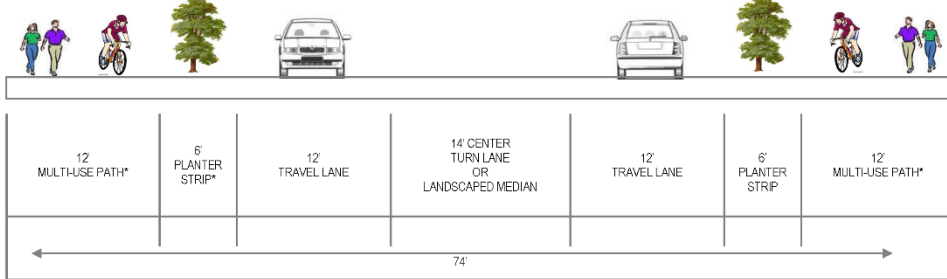 12'
MULTI-USE PATH*
6'
PLANTER
STRIP*
12'
TRAVEL LANE
14' CENTER
TURN LANE
OR
LANDSCAPED MEDIAN
12'
TRAVEL LANE
6'
PLANTER
STRIP
12'
MULTI-USE PATH*
74'